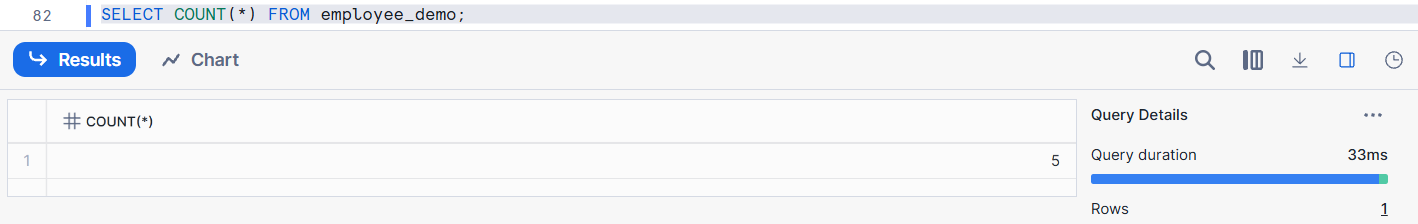 82 SELECT COUNT(*) FROM employee_demo;
Results Chart
COUNT(*)
1 5
Query Details
Query duration 33ms
Rows 1